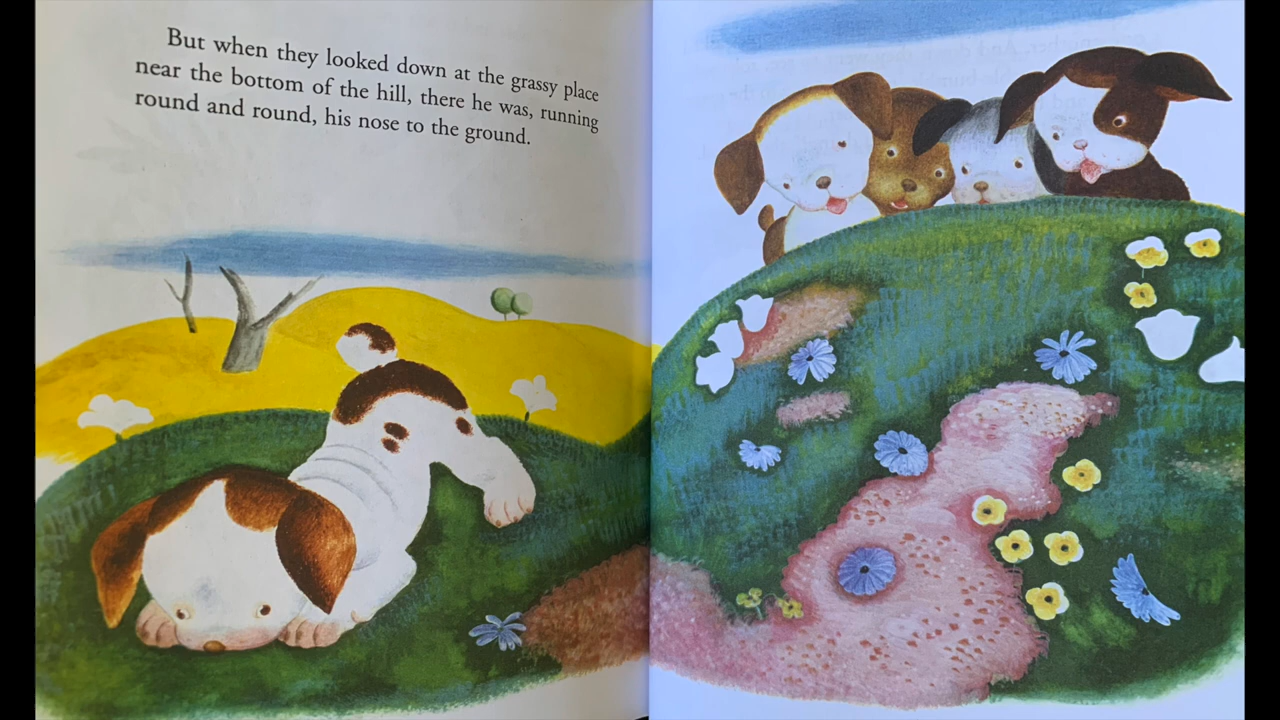 But when they looked down at the grassy place
near the bottom of the hill, there he was, running
round and round, his nose to the ground.